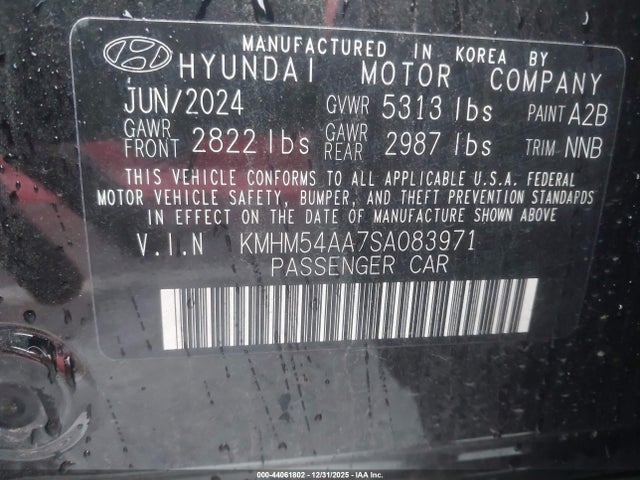 MANUFACTURED IN KOREA BY
HYUNDAI MOTOR COMPANY
JUN/2024 GVWR 5313 lbs PAINT A2B
GAWR FRONT 2822 lbs GAWR REAR 2987 lbs TRIM NNB
THIS VEHICLE CONFORMS TO ALL APPLICABLE U.S.A. FEDERAL
MOTOR VEHICLE SAFETY, BUMPER, AND THEFT PREVENTION STANDARDS
IN EFFECT ON THE DATE OF MANUFACTURE SHOWN ABOVE
V.I.N KMHM54AA7SA083971
PASSENGER CAR
000-44061802 - 12/31/2025 - IAA Inc.